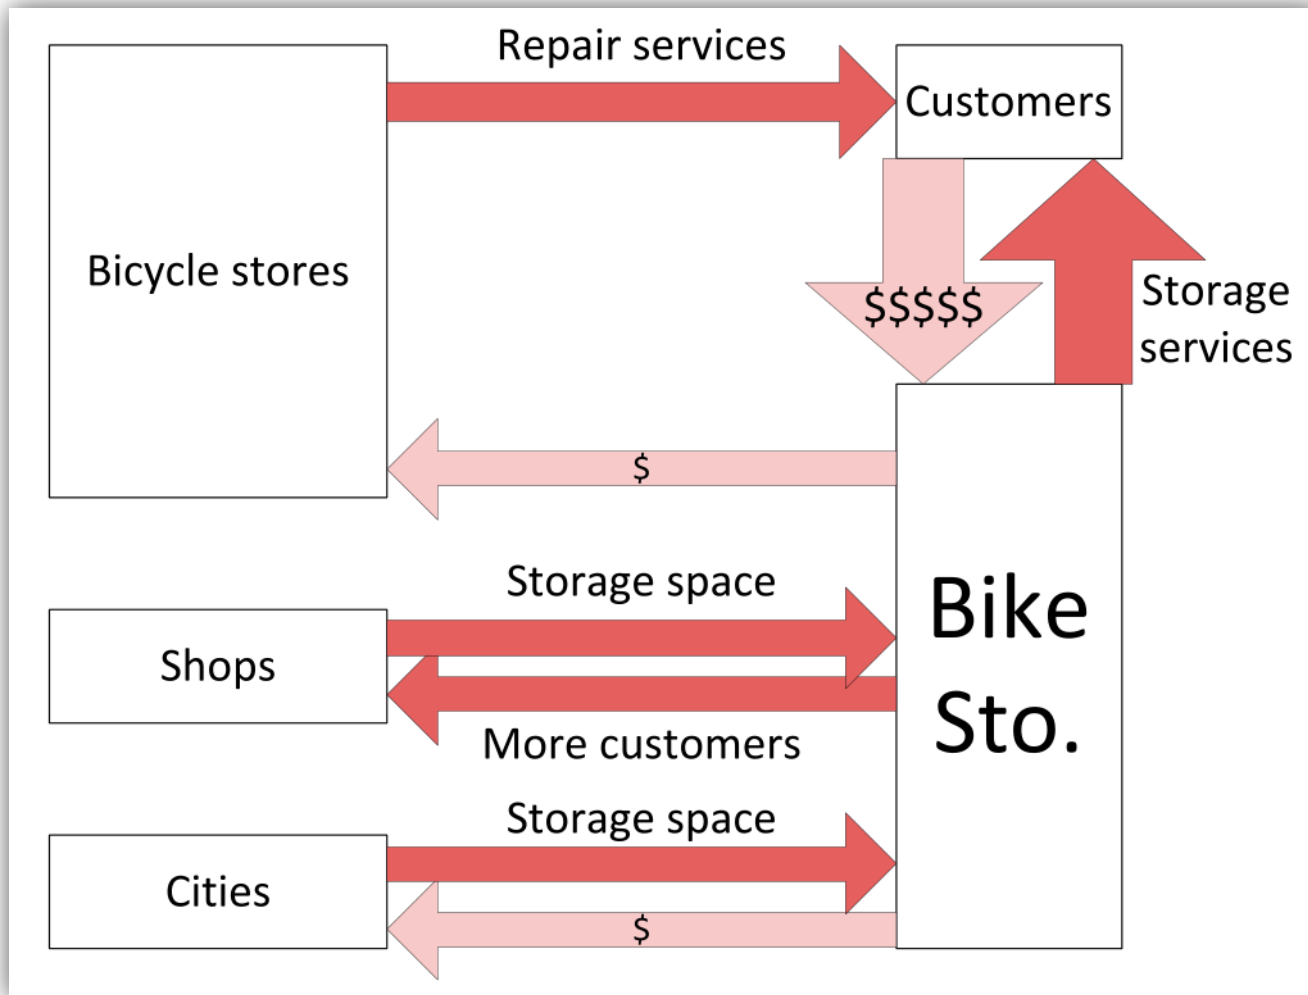 Repair services
Customers
Bicycle stores
$$$$$
Storage
services
$
Storage space
Bike
Sto.
Shops
More customers
Storage space
Cities
$